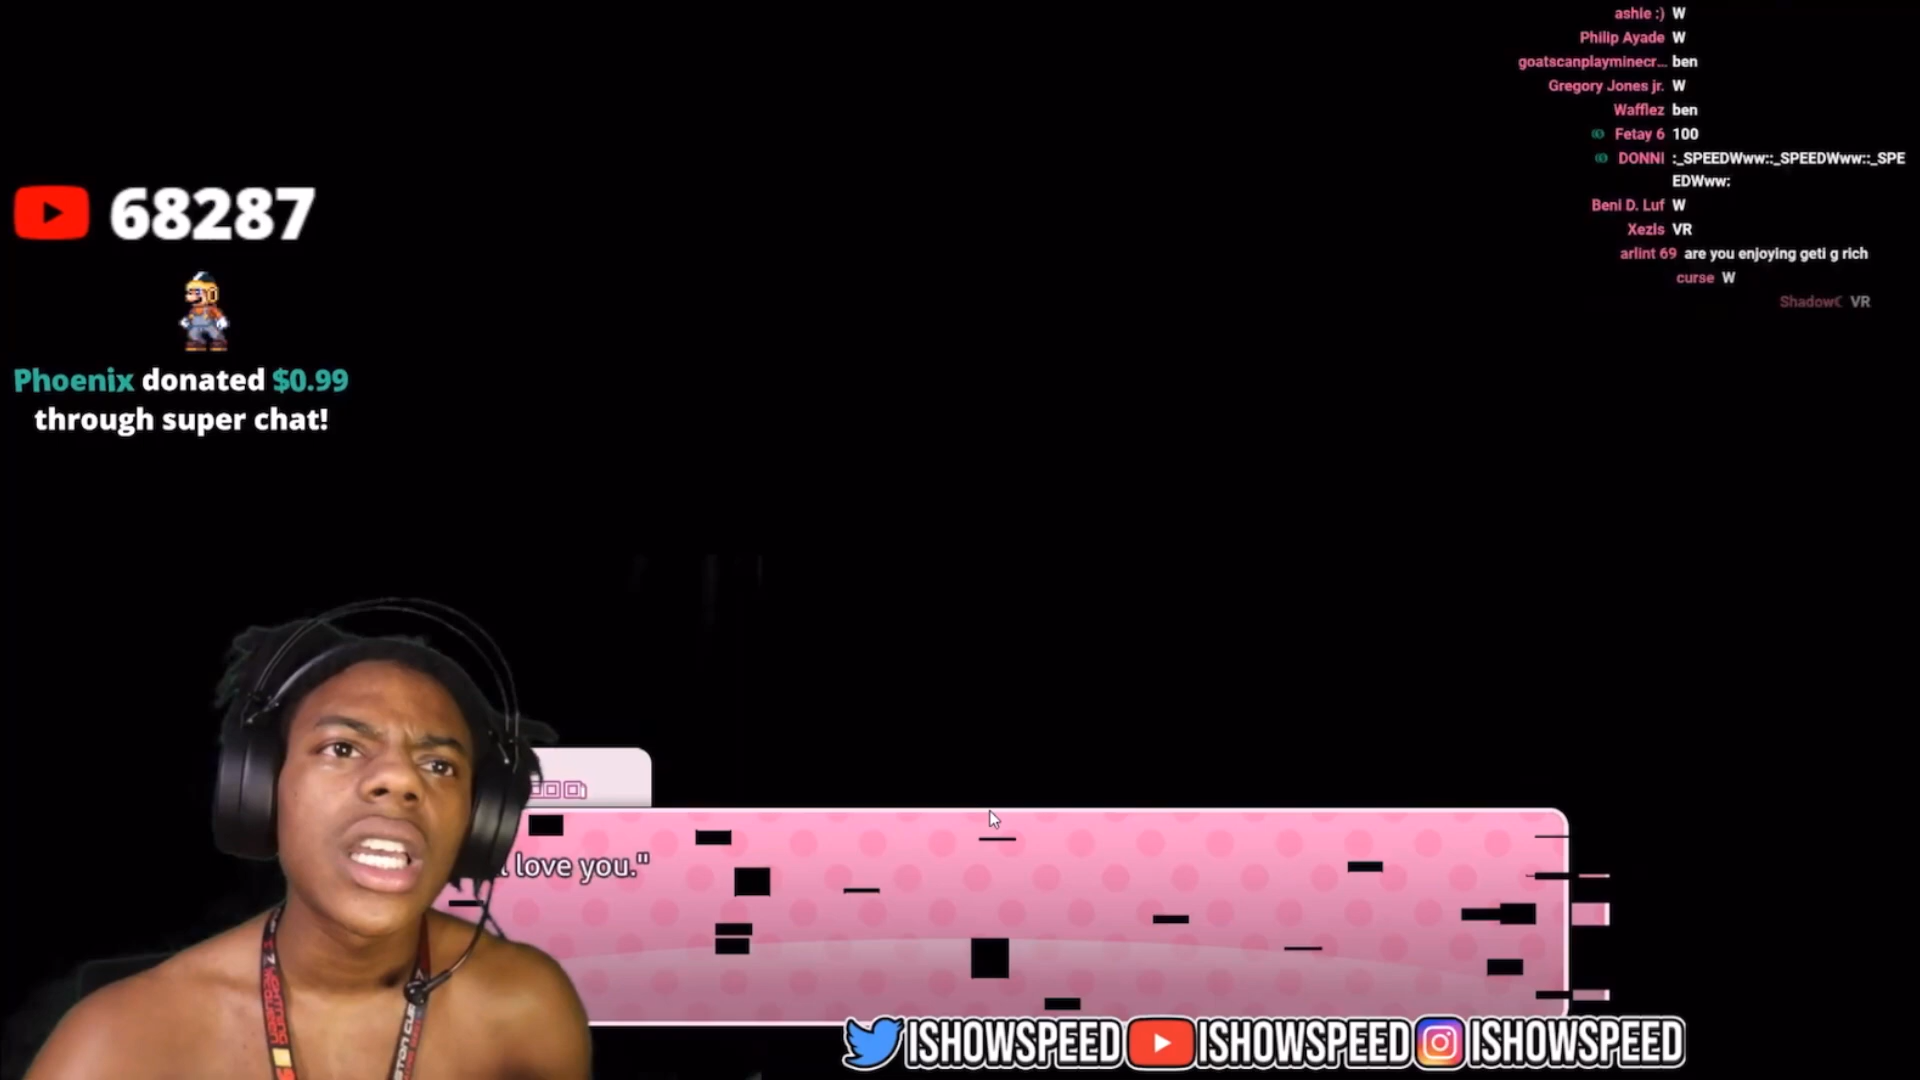 ashie :) W
Philip Ayade W
goatscanplayminecr... ben
Gregory Jones jr. W
Wafflez ben
Fetay 6 100
DONNI :_SPEEDWww::_SPEEDWww::_SPE
EDWww:
Beni D. Luf W
Xezls VR
arlint 69 are you enjoying geti g rich
curse W
Shadow☾ VR
68287
Phoenix donated $0.99
through super chat!
love you."
ISHOWSPEED ISHOWSPEED ISHOWSPEED